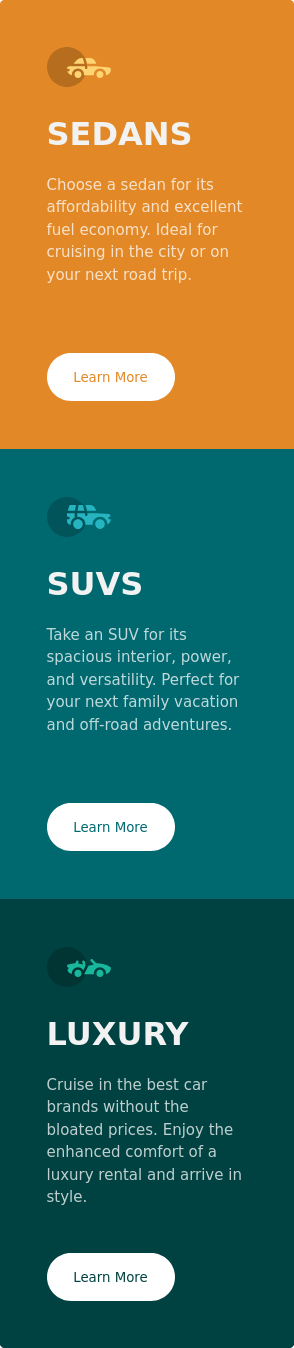 SEDANS
Choose a sedan for its
affordability and excellent
fuel economy. Ideal for
cruising in the city or on
your next road trip.
Learn More
SUVS
Take an SUV for its
spacious interior, power,
and versatility. Perfect for
your next family vacation
and off-road adventures.
Learn More
LUXURY
Cruise in the best car
brands without the
bloated prices. Enjoy the
enhanced comfort of a
luxury rental and arrive in
style.
Learn More